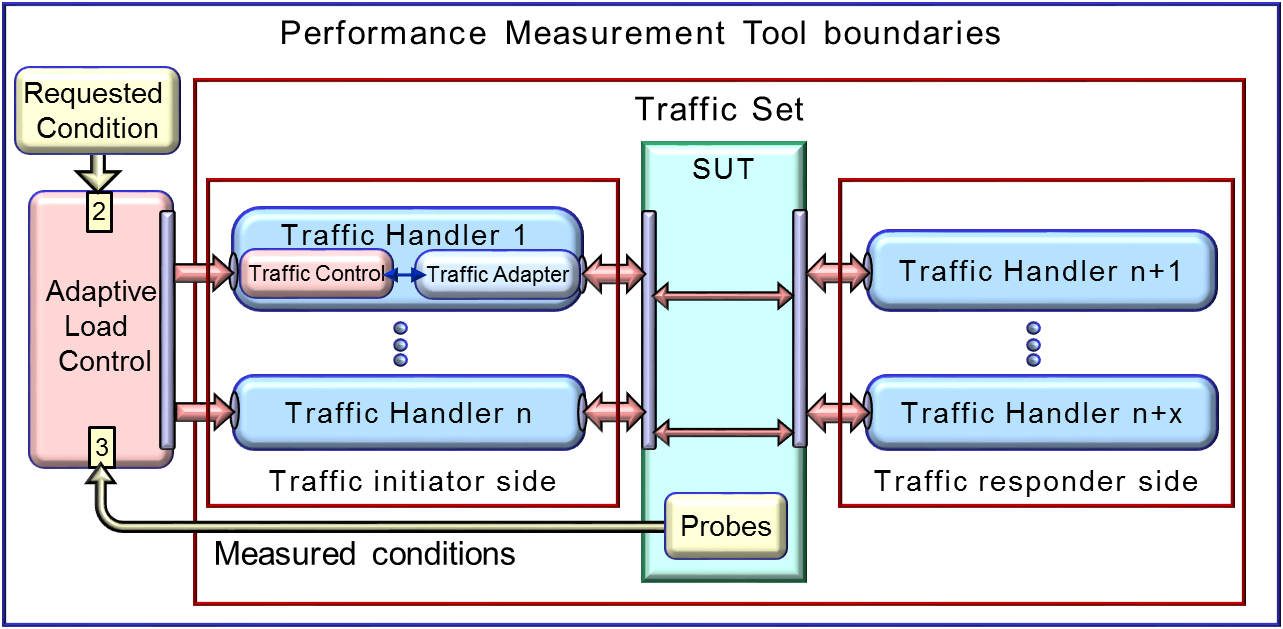 Performance Measurement Tool boundaries
Requested
Condition
Traffic Set
SUT
2
Traffic Handler 1
Traffic Control
Traffic Adapter
Traffic Handler n+1
Adaptive
Load
Control
Traffic Handler n
Traffic Handler n+x
3
Traffic initiator side
Traffic responder side
Probes
Measured conditions